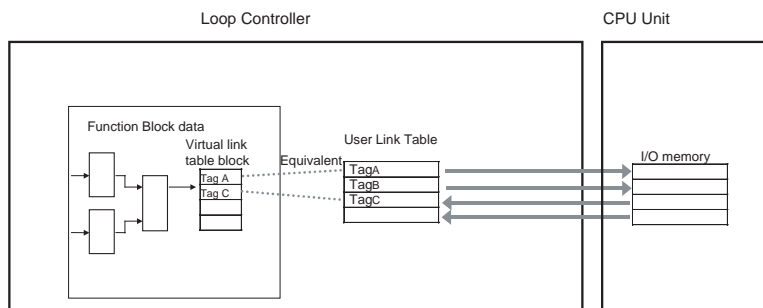 Loop Controller
CPU Unit
Function Block data
Virtual link
table block
Tag A
Tag C
Equivalent
User Link Table
TagA
TagB
TagC
I/O memory